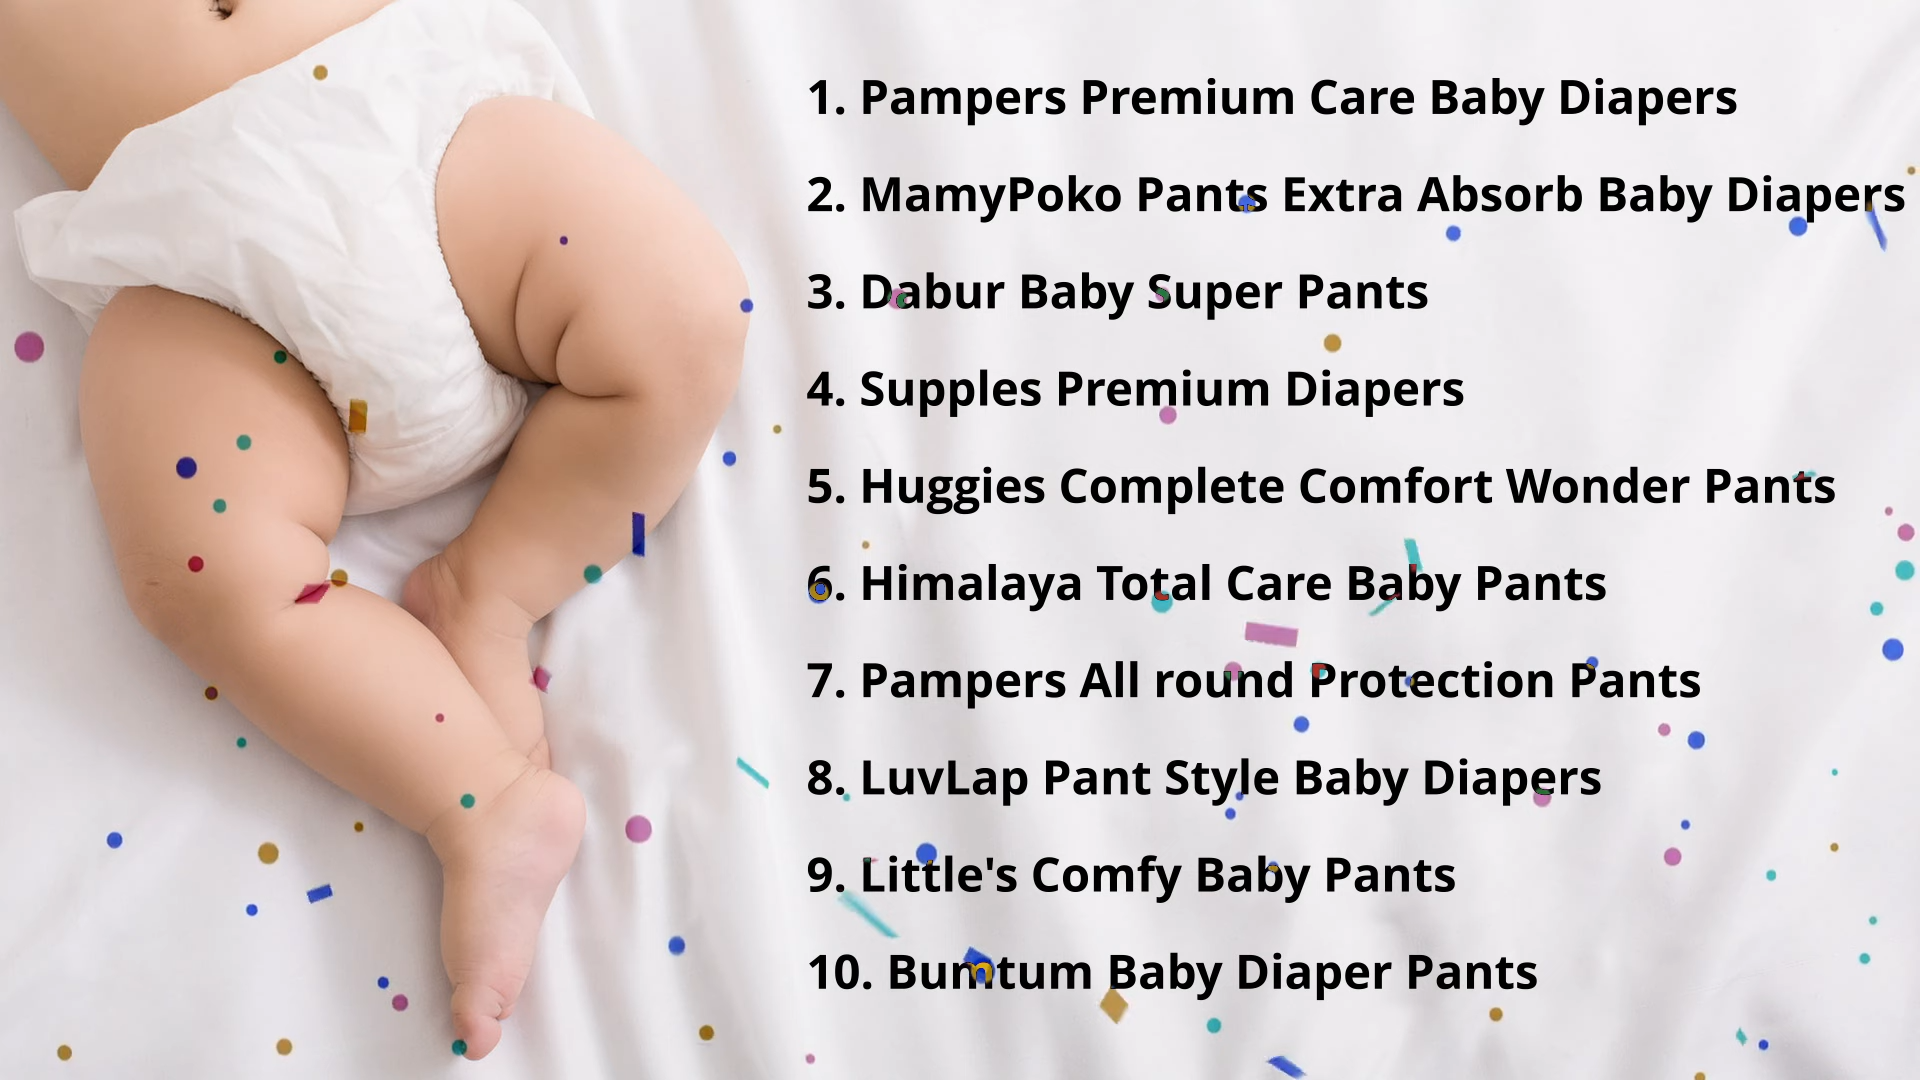 1. Pampers Premium Care Baby Diapers
2. MamyPoko Pants Extra Absorb Baby Diapers
3. Dabur Baby Super Pants
4. Supples Premium Diapers
5. Huggies Complete Comfort Wonder Pants
6. Himalaya Total Care Baby Pants
7. Pampers All round Protection Pants
8. LuvLap Pant Style Baby Diapers
9. Little's Comfy Baby Pants
10. Bumtum Baby Diaper Pants